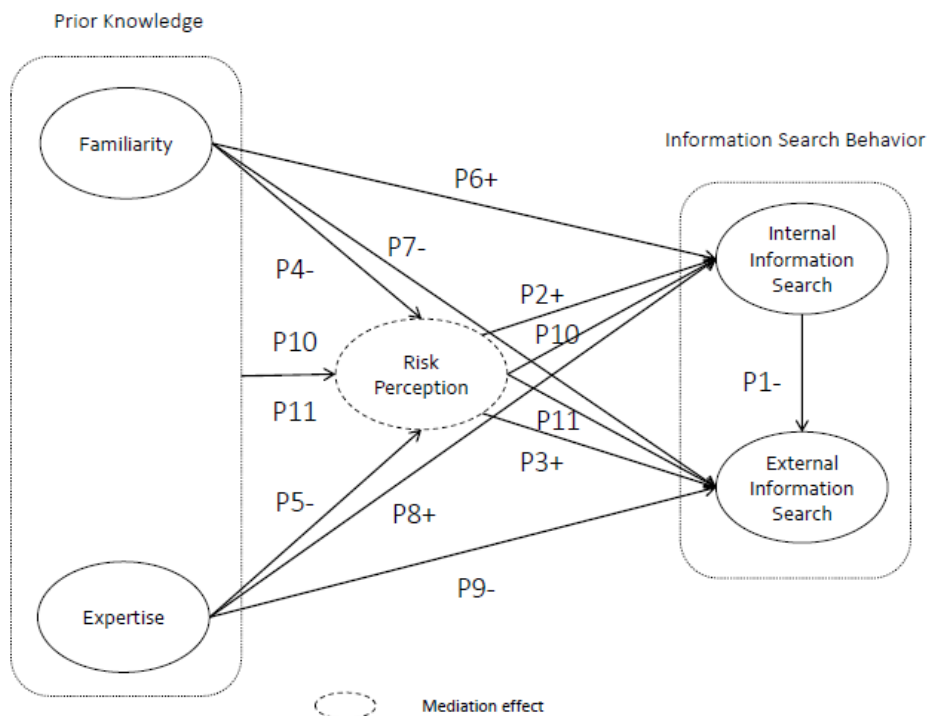 Prior Knowledge
Familiarity
Information Search Behavior
P6+
Internal
Information
Search
P7-
P4-
P2+
P10
P10
Risk
Perception
P1-
P11
P11
P3+
External
Information
Search
P5-
P8+
P9-
Expertise
Mediation effect